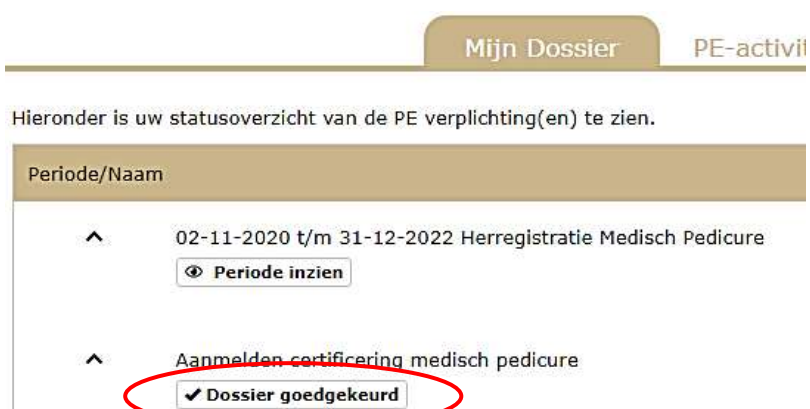 Mijn Dossier PE-activit
Hieronder is uw statusoverzicht van de PE verplichting(en) te zien.
Periode/Naam
02-11-2020 t/m 31-12-2022 Herregistratie Medisch Pedicure
Periode inzien
Aanmelden certificering medisch pedicure
Dossier goedgekeurd